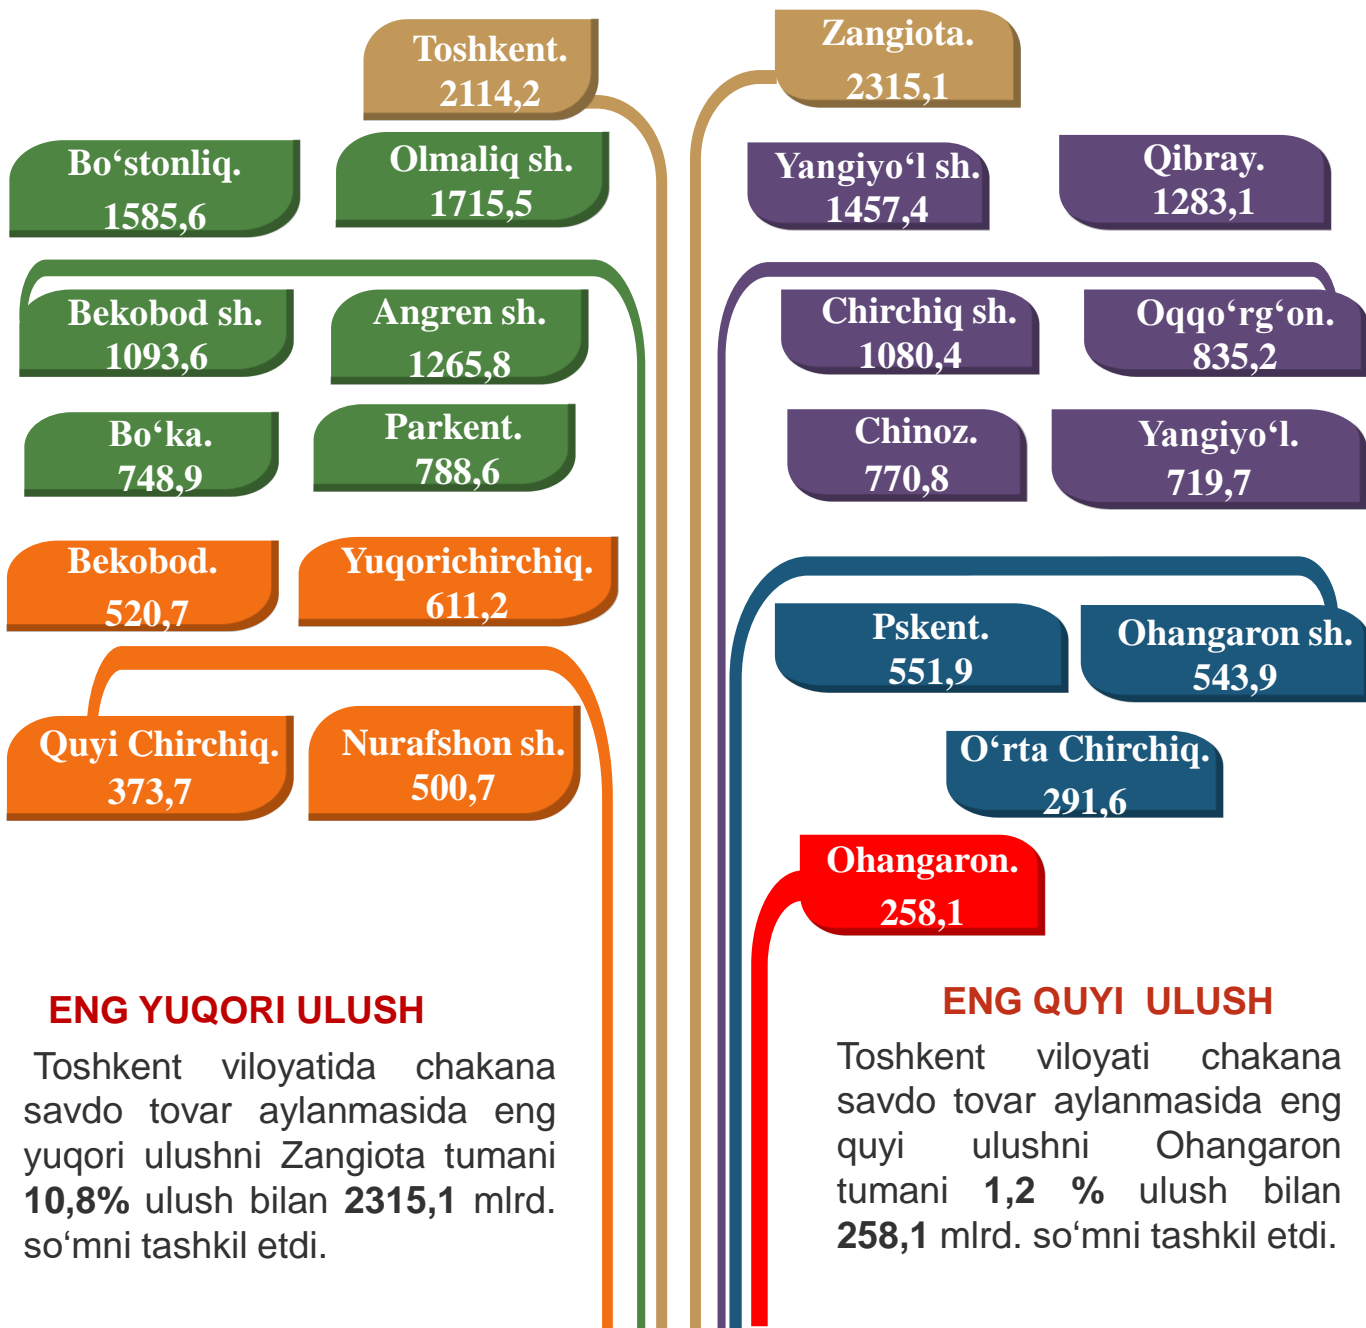 Toshkent.
2114,2
Zangiota.
2315,1
Bo‘stonliq.
1585,6
Olmaliq sh.
1715,5
Yangiyo‘l sh.
1457,4
Qibray.
1283,1
Bekobod sh.
1093,6
Angren sh.
1265,8
Chirchiq sh.
1080,4
Oqqo‘rg‘on.
835,2
Bo‘ka.
748,9
Parkent.
788,6
Chinoz.
770,8
Yangiyo‘l.
719,7
Bekobod.
520,7
Yuqorichirchiq.
611,2
Pskent.
551,9
Ohangaron sh.
543,9
Quyi Chirchiq.
373,7
Nurafshon sh.
500,7
O‘rta Chirchiq.
291,6
Ohangaron.
258,1
ENG YUQORI ULUSH
Toshkent viloyatida chakana
savdo tovar aylanmasida eng
yuqori ulushni Zangiota tumani
10,8% ulush bilan 2315,1 mlrd.
so‘mni tashkil etdi.
ENG QUYI ULUSH
Toshkent viloyati chakana
savdo tovar aylanmasida eng
quyi ulushni Ohangaron
tumani 1,2 % ulush bilan
258,1 mlrd. so‘mni tashkil etdi.